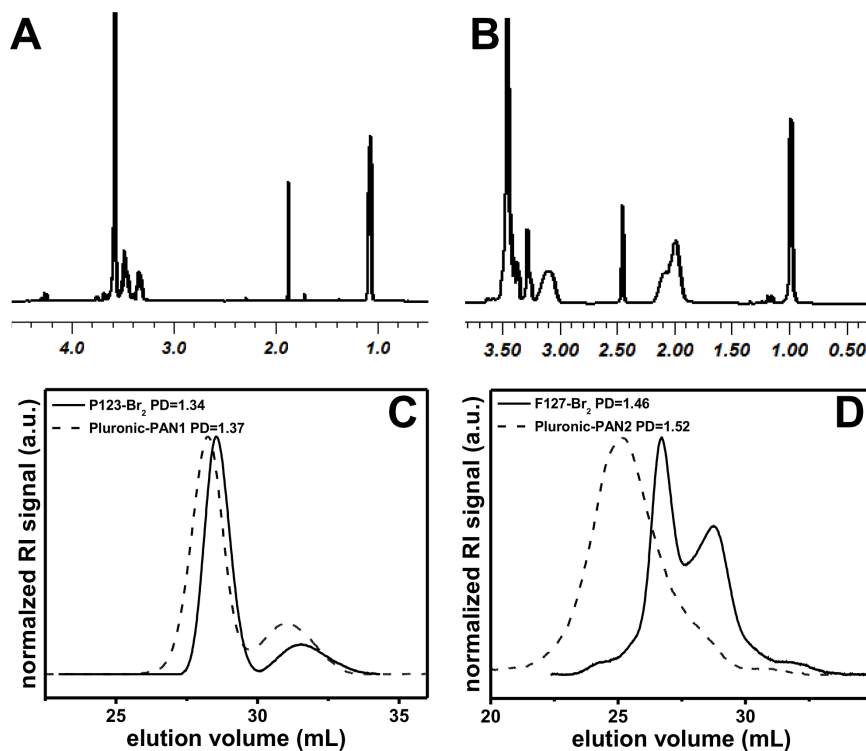 A
B
4.0 3.0 2.0 1.0
3.50 3.00 2.50 2.00 1.50 1.00 0.50
C
P123-Br₂ PD=1.34
Pluronic-PAN1 PD=1.37
normalized RI signal (a.u.)
25 30 35
elution volume (mL)
D
F127-Br₂ PD=1.46
Pluronic-PAN2 PD=1.52
normalized RI signal (a.u.)
20 25 30
elution volume (mL)